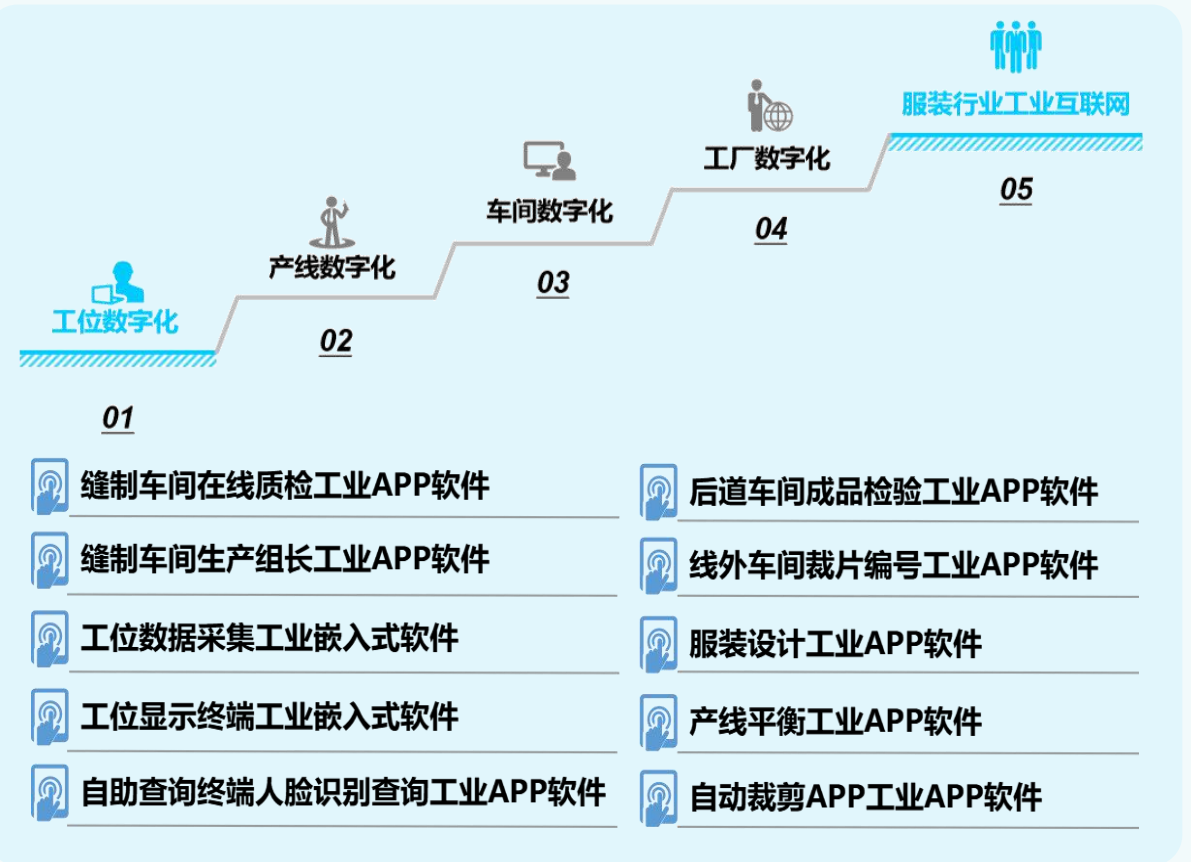 服装行业工业互联网
05
工厂数字化
04
车间数字化
03
产线数字化
02
工位数字化
01
缝制车间在线质检工业APP软件
缝制车间生产组长工业APP软件
工位数据采集工业嵌入式软件
工位显示终端工业嵌入式软件
自助查询终端人脸识别查询工业APP软件
后道车间成品检验工业APP软件
线外车间裁片编号工业APP软件
服装设计工业APP软件
产线平衡工业APP软件
自动裁剪APP工业APP软件